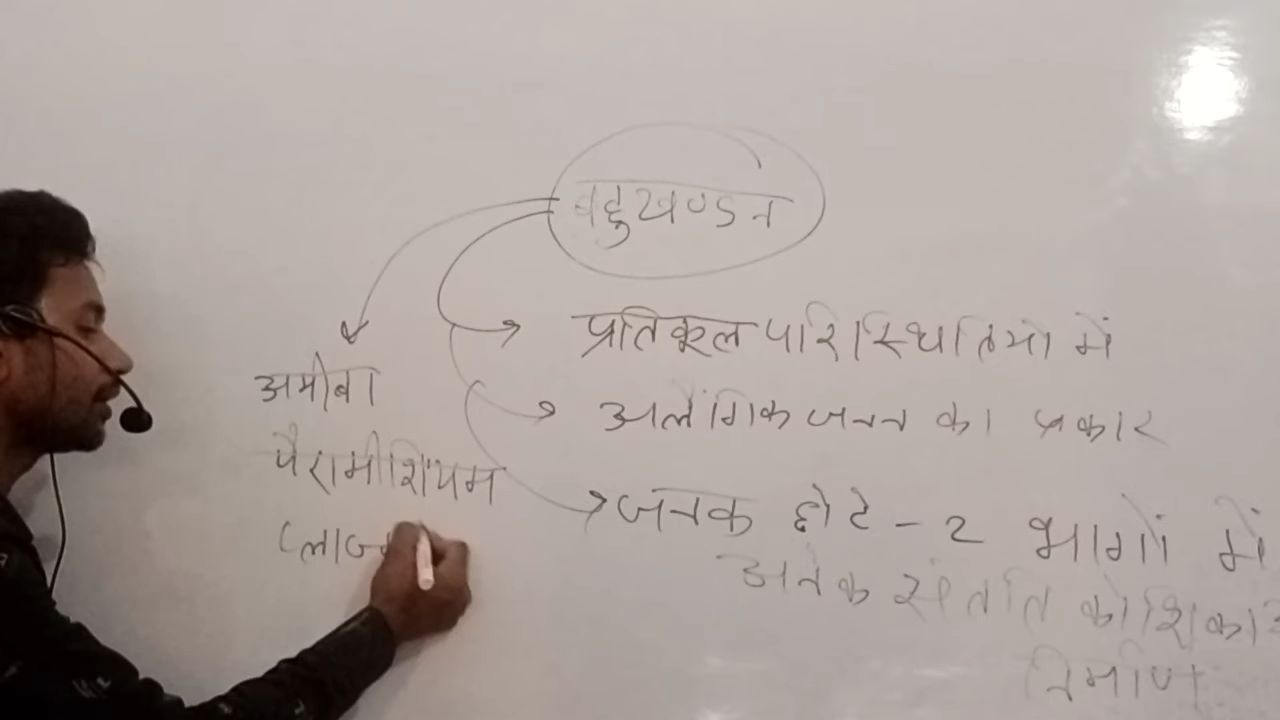 बहुखण्डन
प्रतिकूल परिस्थितियों में
अलैंगिक जनन का प्रकार
जनक छोटे-2 भागों में
अनेक संतति कोशिका
निर्माण
अमीबा
पैरामीशियम
प्लाज